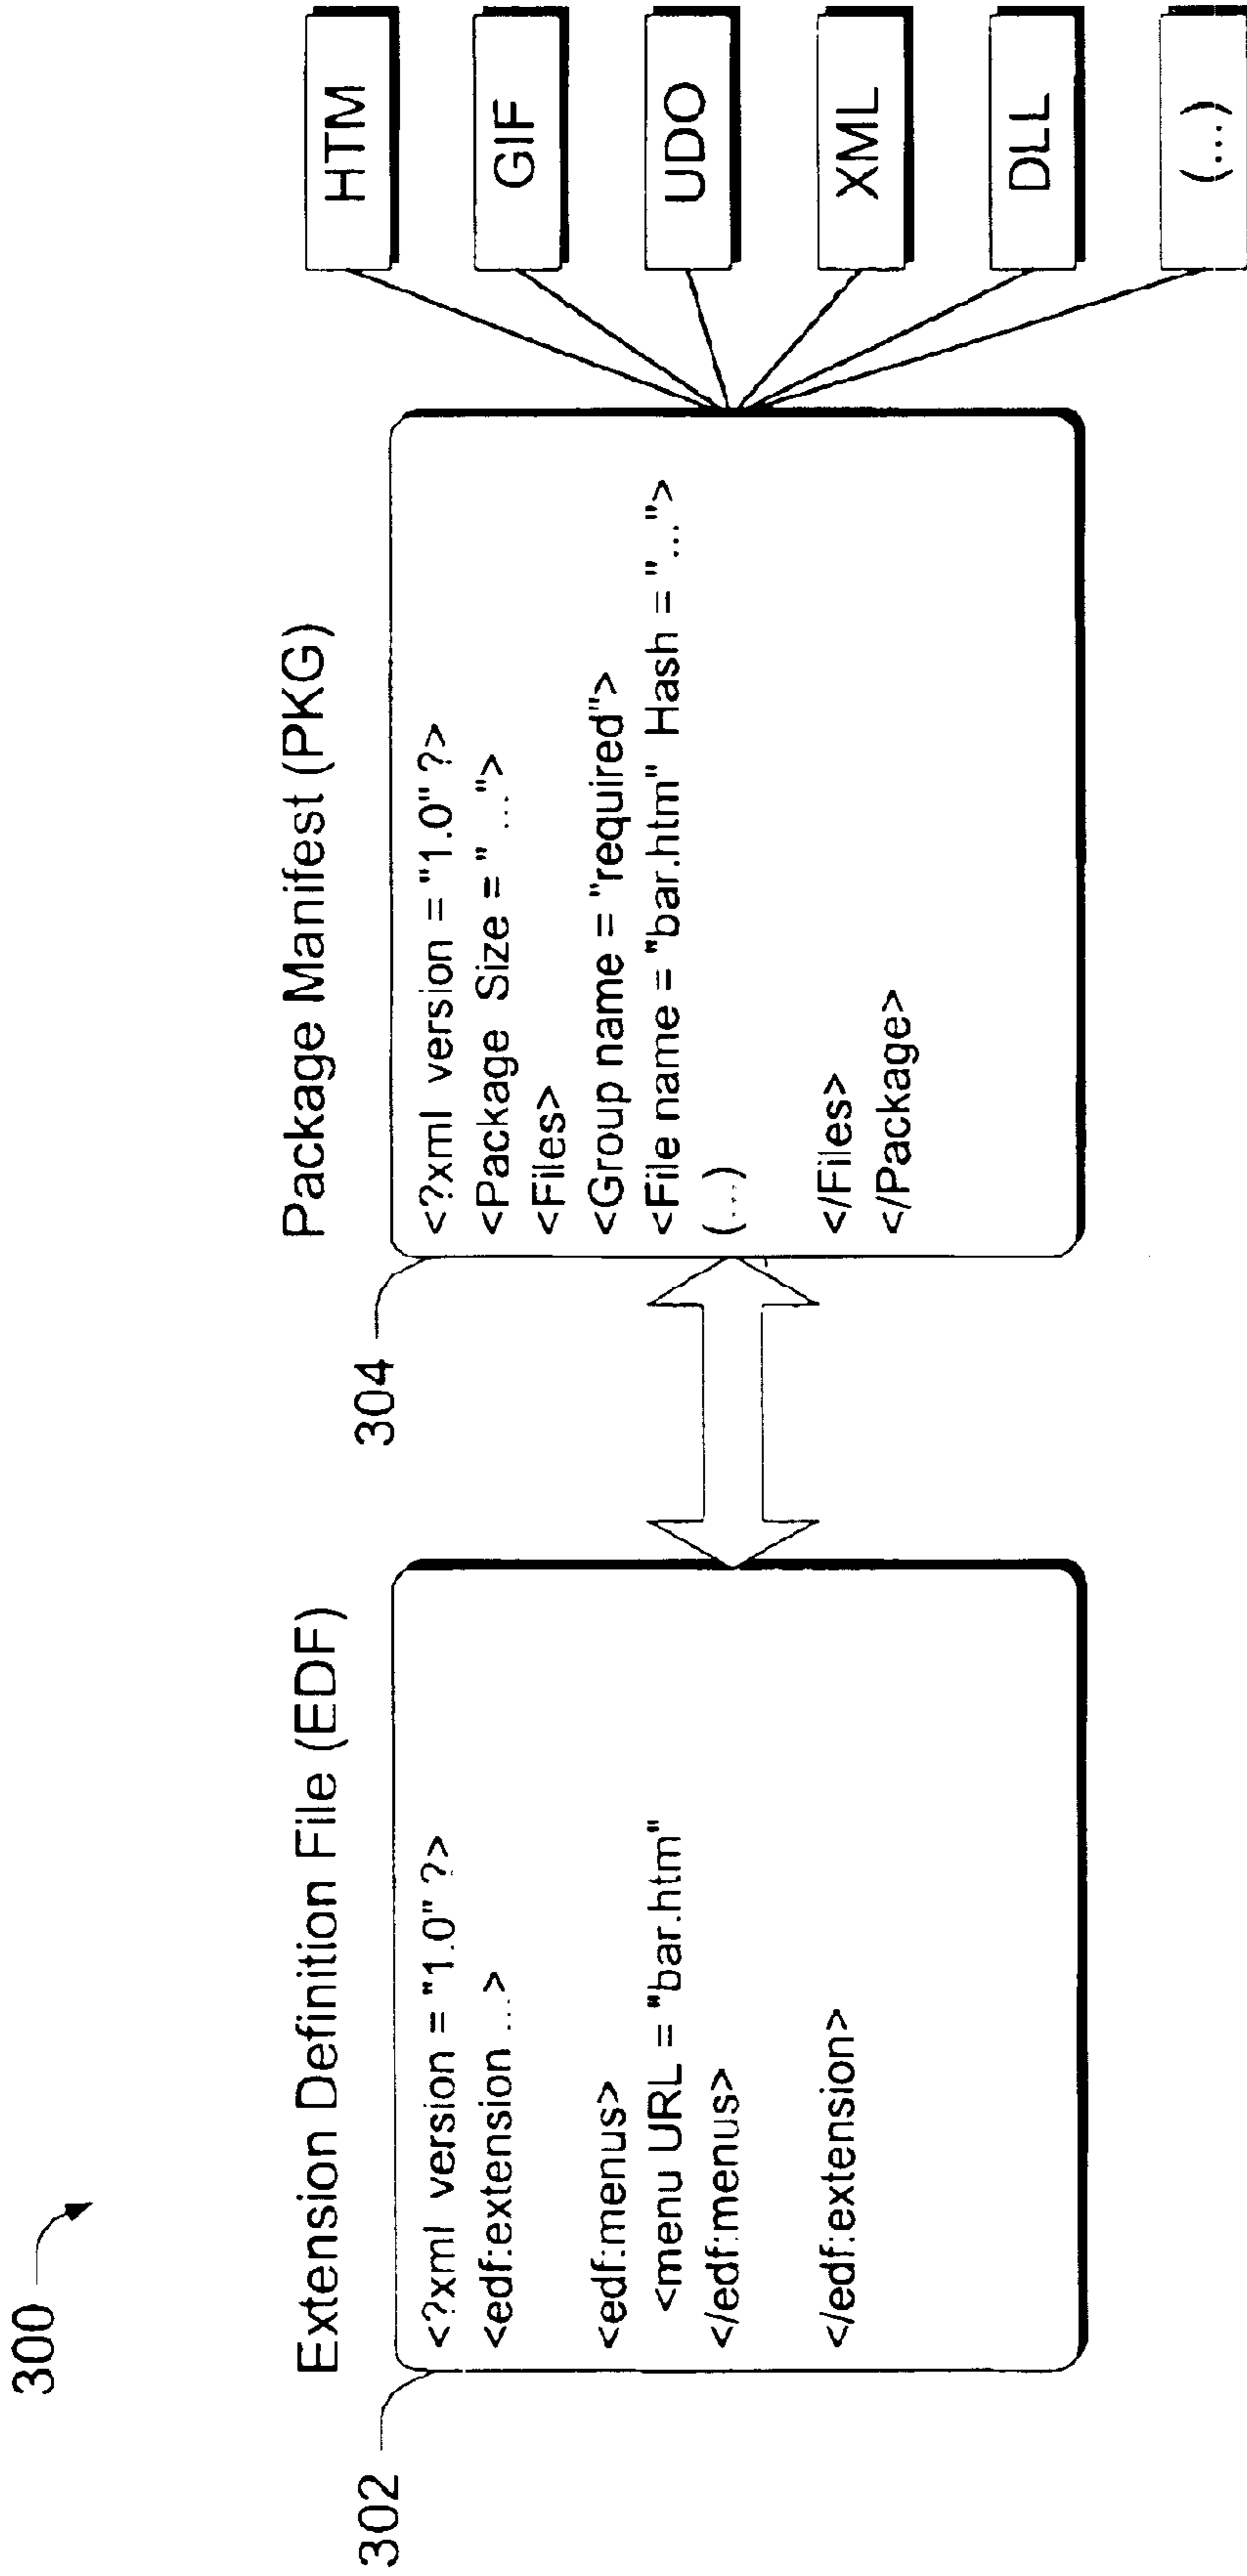 300
Extension Definition File (EDF)
302
<?xml version = "1.0" ?>
<edf:extension ...>
<edf:menus>
<menu URL = "bar.htm"
</edf:menus>
</edf:extension>
Package Manifest (PKG)
304
<?xml version = "1.0" ?>
<Package Size = " ...">
<Files>
<Group name = "required">
<File name = "bar.htm" Hash = "...">
(...)
</Files>
</Package>
HTM
GIF
UDO
XML
DLL
(...)